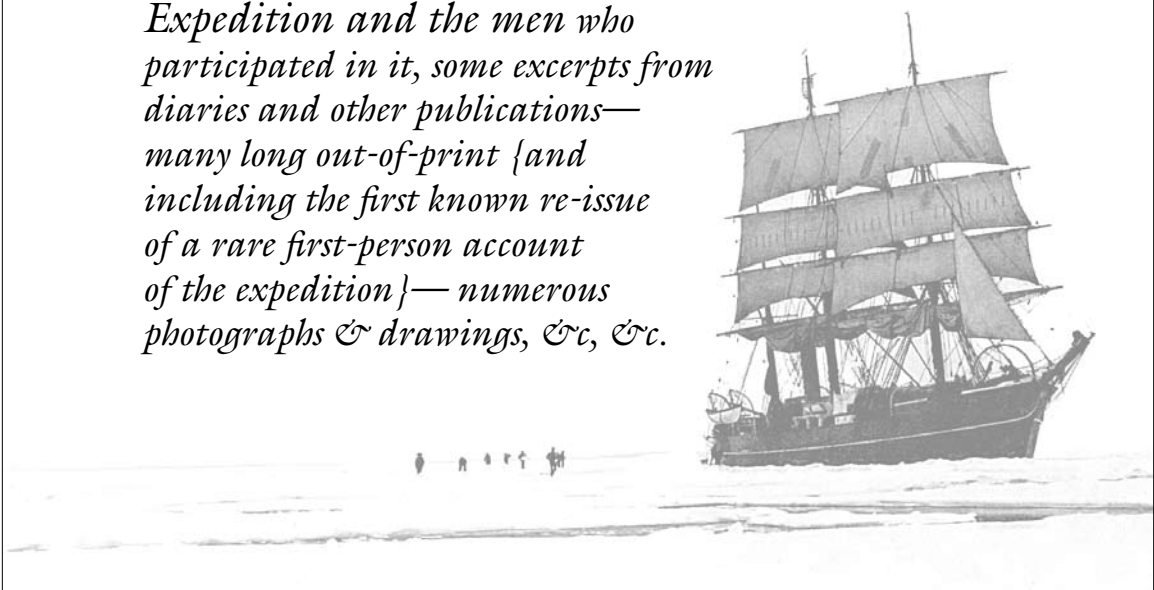 Expedition and the men who
participated in it, some excerpts from
diaries and other publications—
many long out-of-print {and
including the first known re-issue
of a rare first-person account
of the expedition}— numerous
photographs & drawings, &c, &c.